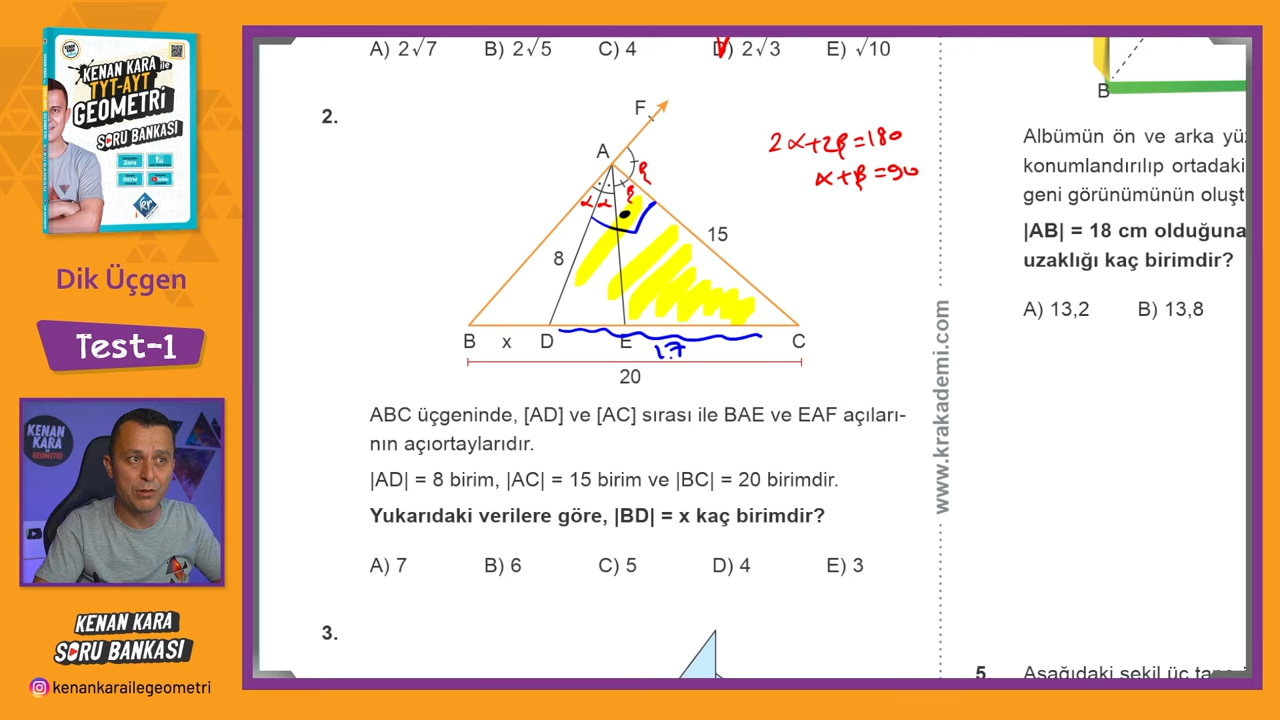 KENAN KARA ile
TYT-AYT
GEOMETRİ
SORU BANKASI
Dik Üçgen
Test-1
KENAN
KARA
GEOMETRİ
KENAN KARA
SORU BANKASI
kenankarailegeometri
A) 2√7 B) 2√5 C) 4 D) 2√3 E) √10
2.
F
A
2α+2β=180
α+β=90
α α β β
8
15
B x D E C
17
20
ABC üçgeninde, [AD] ve [AC] sırası ile BAE ve EAF açıları-
nın açıortaylarıdır.
|AD| = 8 birim, |AC| = 15 birim ve |BC| = 20 birimdir.
Yukarıdaki verilere göre, |BD| = x kaç birimdir?
A) 7 B) 6 C) 5 D) 4 E) 3
3.
www.krakademi.com
B
Albümün ön ve arka yü
konumlandırılıp ortadaki
geni görünümünün oluşt
|AB| = 18 cm olduğuna
uzaklığı kaç birimdir?
A) 13,2 B) 13,8
5
Aşağıdaki şekil üç tane